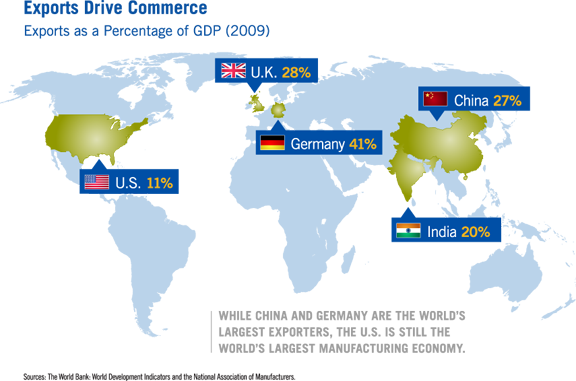 Exports Drive Commerce
Exports as a Percentage of GDP (2009)
U.K. 28%
China 27%
Germany 41%
U.S. 11%
India 20%
WHILE CHINA AND GERMANY ARE THE WORLD'S
LARGEST EXPORTERS, THE U.S. IS STILL THE
WORLD'S LARGEST MANUFACTURING ECONOMY.
Sources: The World Bank: World Development Indicators and the National Association of Manufacturers.